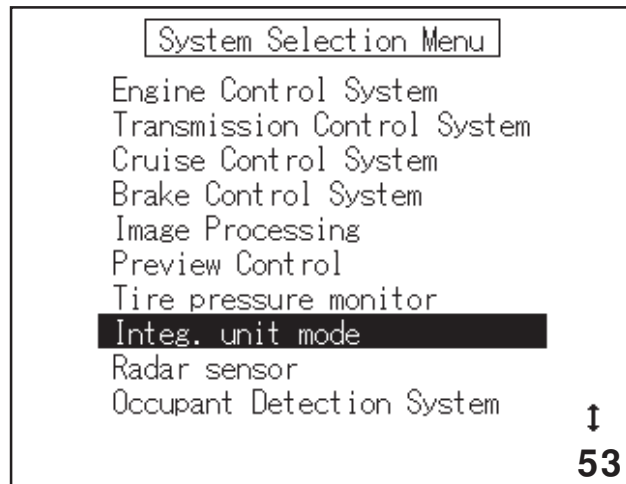 System Selection Menu
Engine Control System
Transmission Control System
Cruise Control System
Brake Control System
Image Processing
Preview Control
Tire pressure monitor
Integ. unit mode
Radar sensor
Occupant Detection System
53